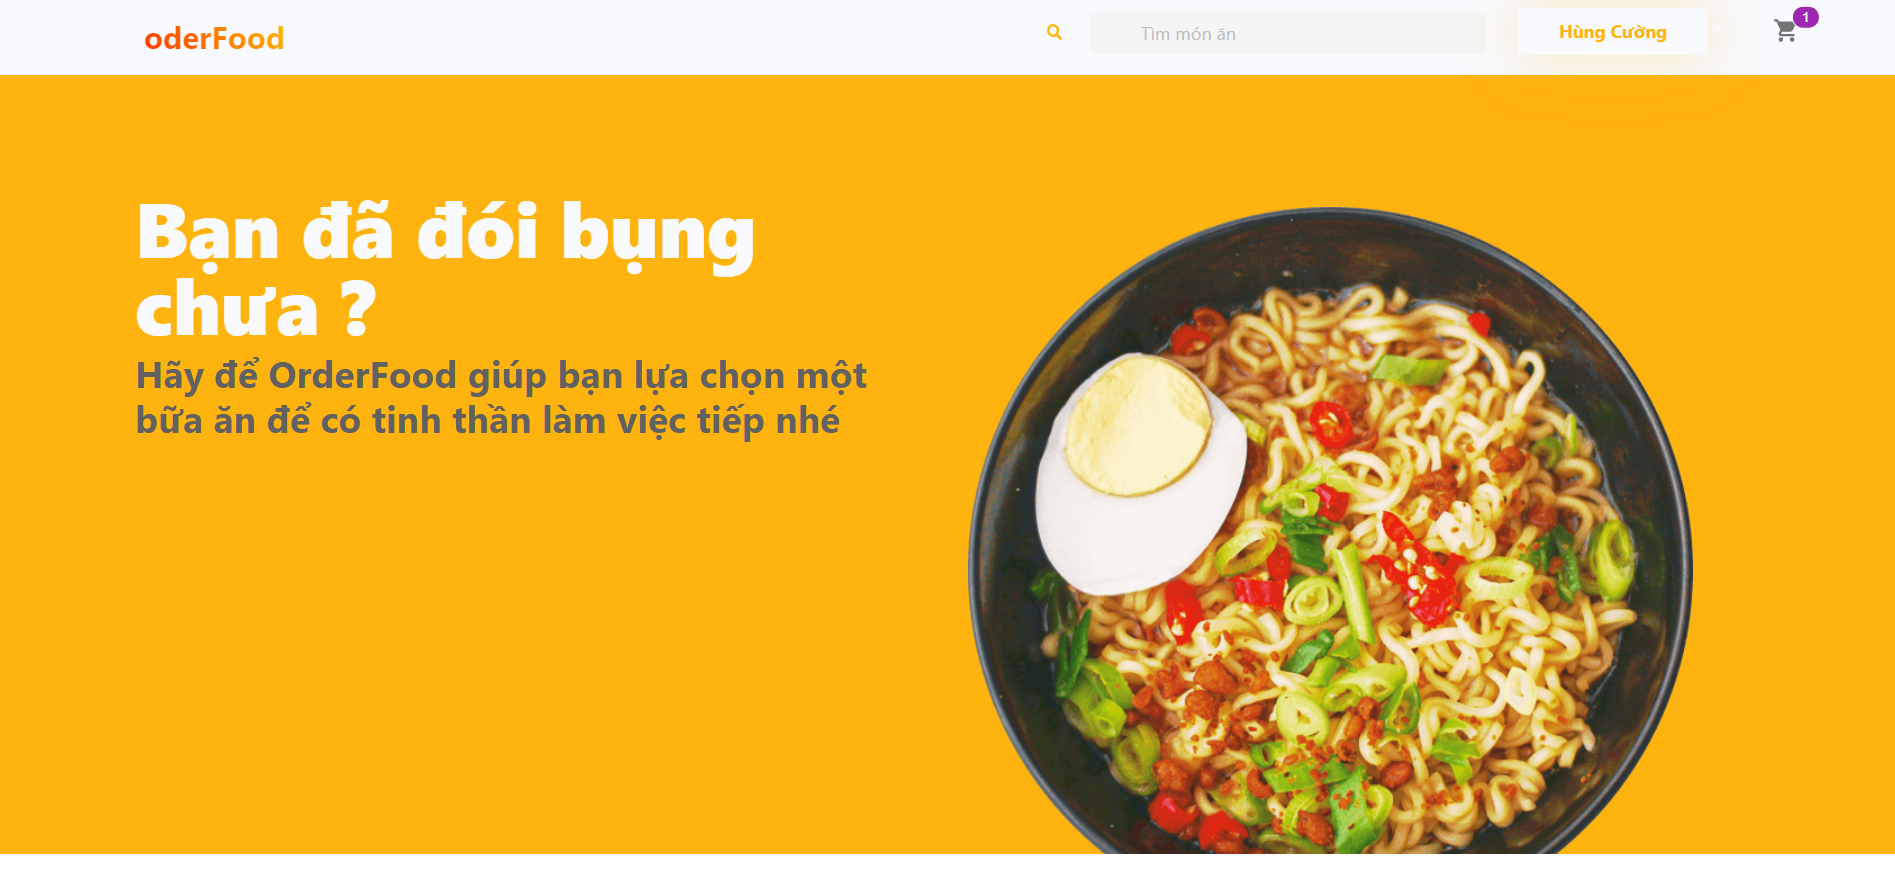 oderFood
Tìm món ăn
Hùng Cường
1
Bạn đã đói bụng
chưa ?
Hãy để OrderFood giúp bạn lựa chọn một
bữa ăn để có tinh thần làm việc tiếp nhé